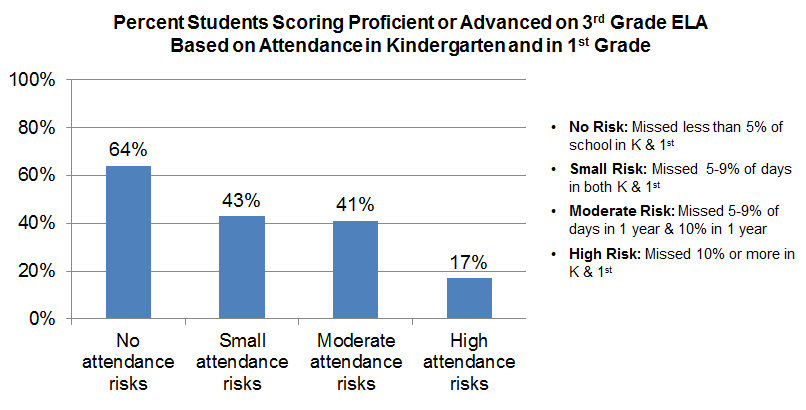 Percent Students Scoring Proficient or Advanced on 3rd Grade ELA
Based on Attendance in Kindergarten and in 1st Grade
100%
80%
60%
40%
20%
0%
64%
43%
41%
17%
No
attendance
risks
Small
attendance
risks
Moderate
attendance
risks
High
attendance
risks
• No Risk: Missed less than 5% of
school in K & 1st
• Small Risk: Missed 5-9% of days
in both K & 1st
• Moderate Risk: Missed 5-9% of
days in 1 year & 10% in 1 year
• High Risk: Missed 10% or more in
K & 1st